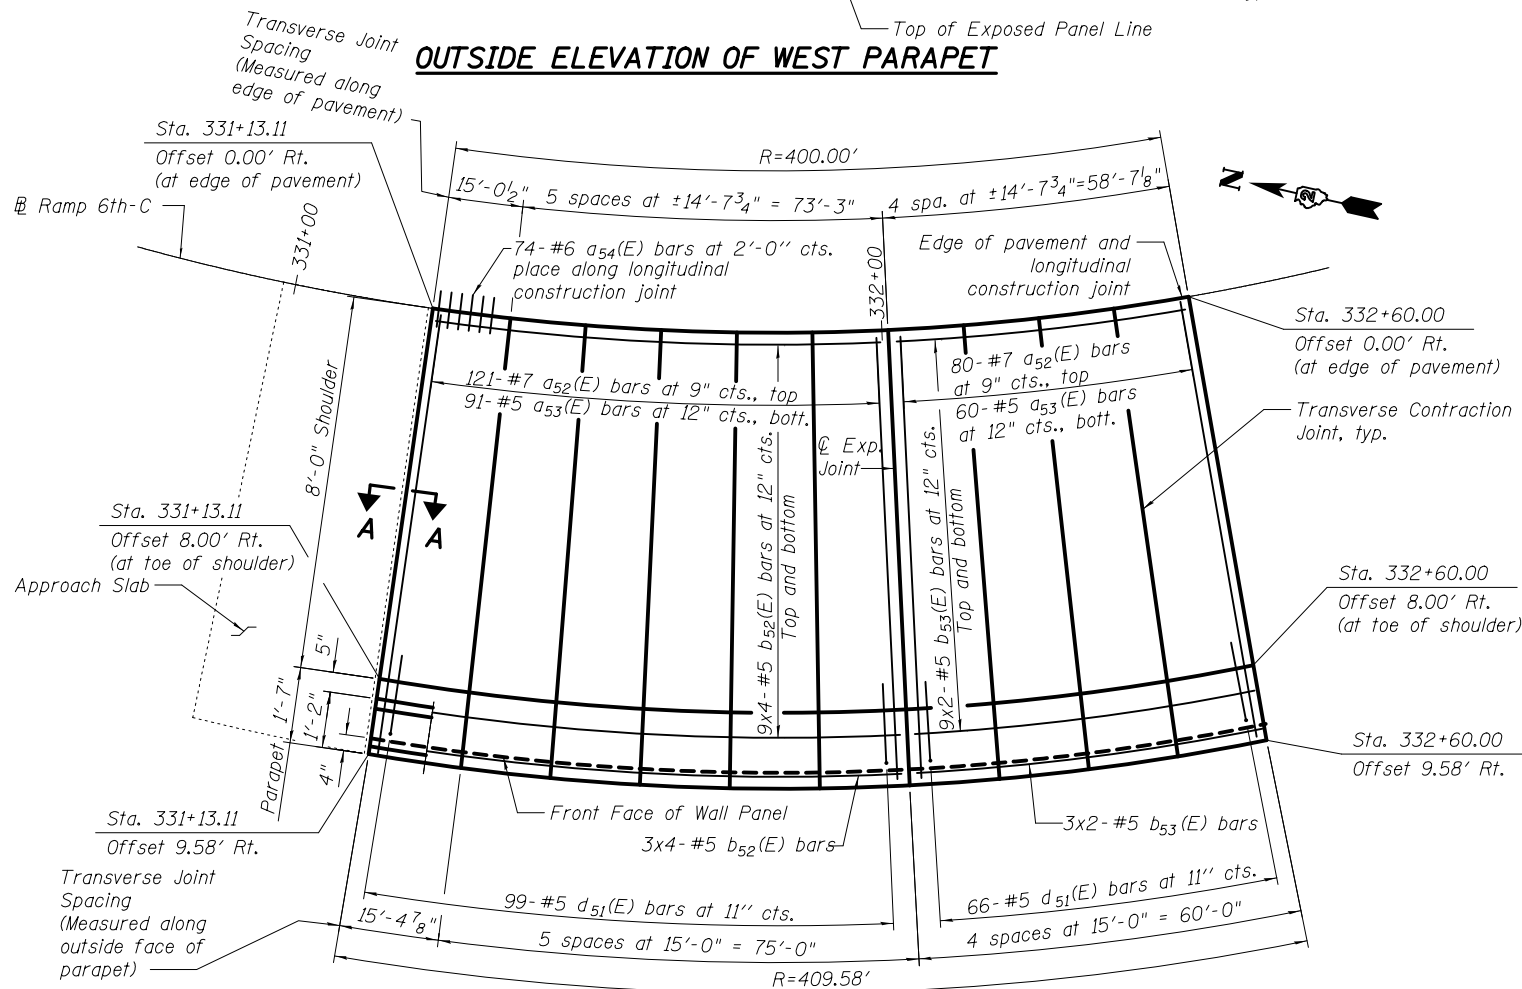 Top of Exposed Panel Line
OUTSIDE ELEVATION OF WEST PARAPET
Transverse Joint
Spacing
(Measured along
edge of pavement)
Sta. 331+13.11
Offset 0.00' Rt.
(at edge of pavement)
℄ Ramp 6th-C
331+00
R=400.00'
15'-0½"
5 spaces at ±14'-7¾" = 73'-3"
4 spa. at ±14'-7¾"=58'-7⅛"
N
2
74-#6 a54(E) bars at 2'-0" cts.
place along longitudinal
construction joint
332+00
Edge of pavement and
longitudinal
construction joint
Sta. 332+60.00
Offset 0.00' Rt.
(at edge of pavement)
8'-0" Shoulder
121-#7 a52(E) bars at 9" cts., top
91-#5 a53(E) bars at 12" cts., bott.
80-#7 a52(E) bars
at 9" cts., top
60-#5 a53(E) bars
at 12" cts., bott.
Transverse Contraction
Joint, typ.
℄ Exp.
Joint
9x4-#5 b52(E) bars at 12" cts.
Top and bottom
9x2-#5 b53(E) bars at 12" cts.
Top and bottom
A
A
Sta. 331+13.11
Offset 8.00' Rt.
(at toe of shoulder)
Approach Slab
Sta. 332+60.00
Offset 8.00' Rt.
(at toe of shoulder)
5"
1'-7"
1'-2"
4"
Parapet
Sta. 332+60.00
Offset 9.58' Rt.
Sta. 331+13.11
Offset 9.58' Rt.
Front Face of Wall Panel
3x4-#5 b52(E) bars
3x2-#5 b53(E) bars
Transverse Joint
Spacing
(Measured along
outside face of
parapet)
99-#5 d51(E) bars at 11" cts.
66-#5 d51(E) bars at 11" cts.
15'-4⅞"
5 spaces at 15'-0" = 75'-0"
4 spaces at 15'-0" = 60'-0"
R=409.58'